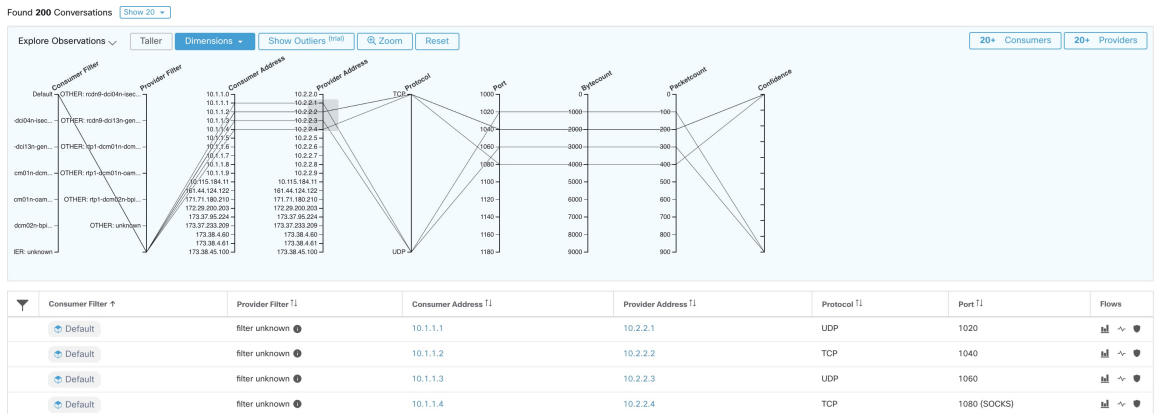 Found 200 Conversations Show 20
Explore Observations Taller Dimensions Show Outliers (trial) Zoom Reset 20+ Consumers 20+ Providers
Consumer Filter Provider Filter Consumer Address Provider Address Protocol Port Bytecount Packetcount Confidence
Default OTHER: rcdn9-dci04n-isec... 10.1.1.0 10.2.2.0 TCP 1000 0 0
10.1.1.1 10.2.2.1
-dci04n-isec... OTHER: rcdn9-dci13n-gen... 10.1.1.2 10.2.2.2 1020 1000 100
10.1.1.3 10.2.2.3
10.1.1.4 10.2.2.4 1040 2000 200
10.1.1.5 10.2.2.5
-dci13n-gen... OTHER: rtp1-dcm01n-dcm... 10.1.1.6 10.2.2.6 1060 3000 300
10.1.1.7 10.2.2.7
cm01n-dcm... OTHER: rtp1-dcm01n-oam... 10.1.1.8 10.2.2.8 1080 4000 400
10.1.1.9 10.2.2.9
10.115.184.11 10.115.184.11 1100 5000 500
161.44.124.122 161.44.124.122
cm01n-oam... OTHER: rtp1-dcm02n-bpi... 171.71.180.210 171.71.180.210 1120 6000 600
172.29.200.203 172.29.200.203
173.37.95.224 173.37.95.224 1140 7000 700
dcm02n-bpi... OTHER: unknown 173.37.233.209 173.37.233.209
173.38.4.60 173.38.4.60 1160 8000 800
173.38.4.61 173.38.4.61
IER: unknown 173.38.45.100 173.38.45.100 UDP 1180 9000 900
Consumer Filter Provider Filter Consumer Address Provider Address Protocol Port Flows
Default filter unknown 10.1.1.1 10.2.2.1 UDP 1020
Default filter unknown 10.1.1.2 10.2.2.2 TCP 1040
Default filter unknown 10.1.1.3 10.2.2.3 UDP 1060
Default filter unknown 10.1.1.4 10.2.2.4 TCP 1080 (SOCKS)